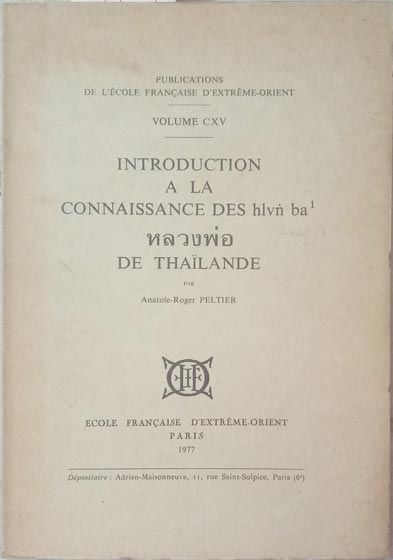 PUBLICATIONS
DE L'ÉCOLE FRANÇAISE D'EXTRÊME-ORIENT
VOLUME CXV
INTRODUCTION
A LA
CONNAISSANCE DES hlvṅ ba¹
หลวงพ่อ
DE THAÏLANDE
PAR
Anatole-Roger PELTIER
ECOLE FRANÇAISE D'EXTRÊME-ORIENT
PARIS
1977
Dépositaire : Adrien-Maisonneuve, 11, rue Saint-Sulpice, Paris (6ᵉ)